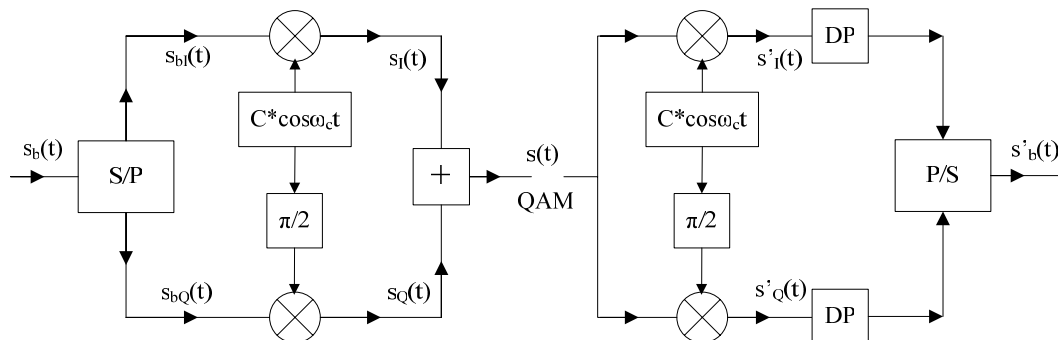 s_bI(t)
s_I(t)
C*cosω_ct
s_b(t)
S/P
+
s(t)
QAM
π/2
s_bQ(t)
s_Q(t)
s'_I(t)
DP
C*cosω_ct
P/S
s'_b(t)
π/2
s'_Q(t)
DP